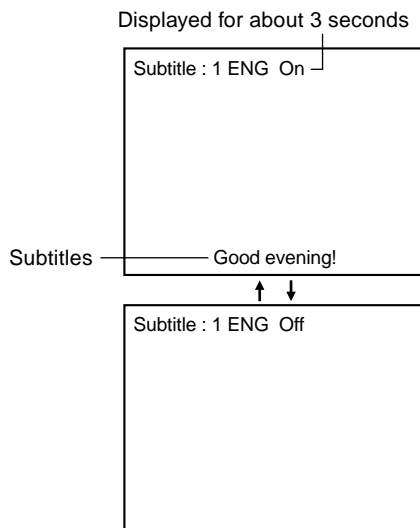 Displayed for about 3 seconds
Subtitle : 1 ENG On
Subtitles
Good evening!
Subtitle : 1 ENG Off